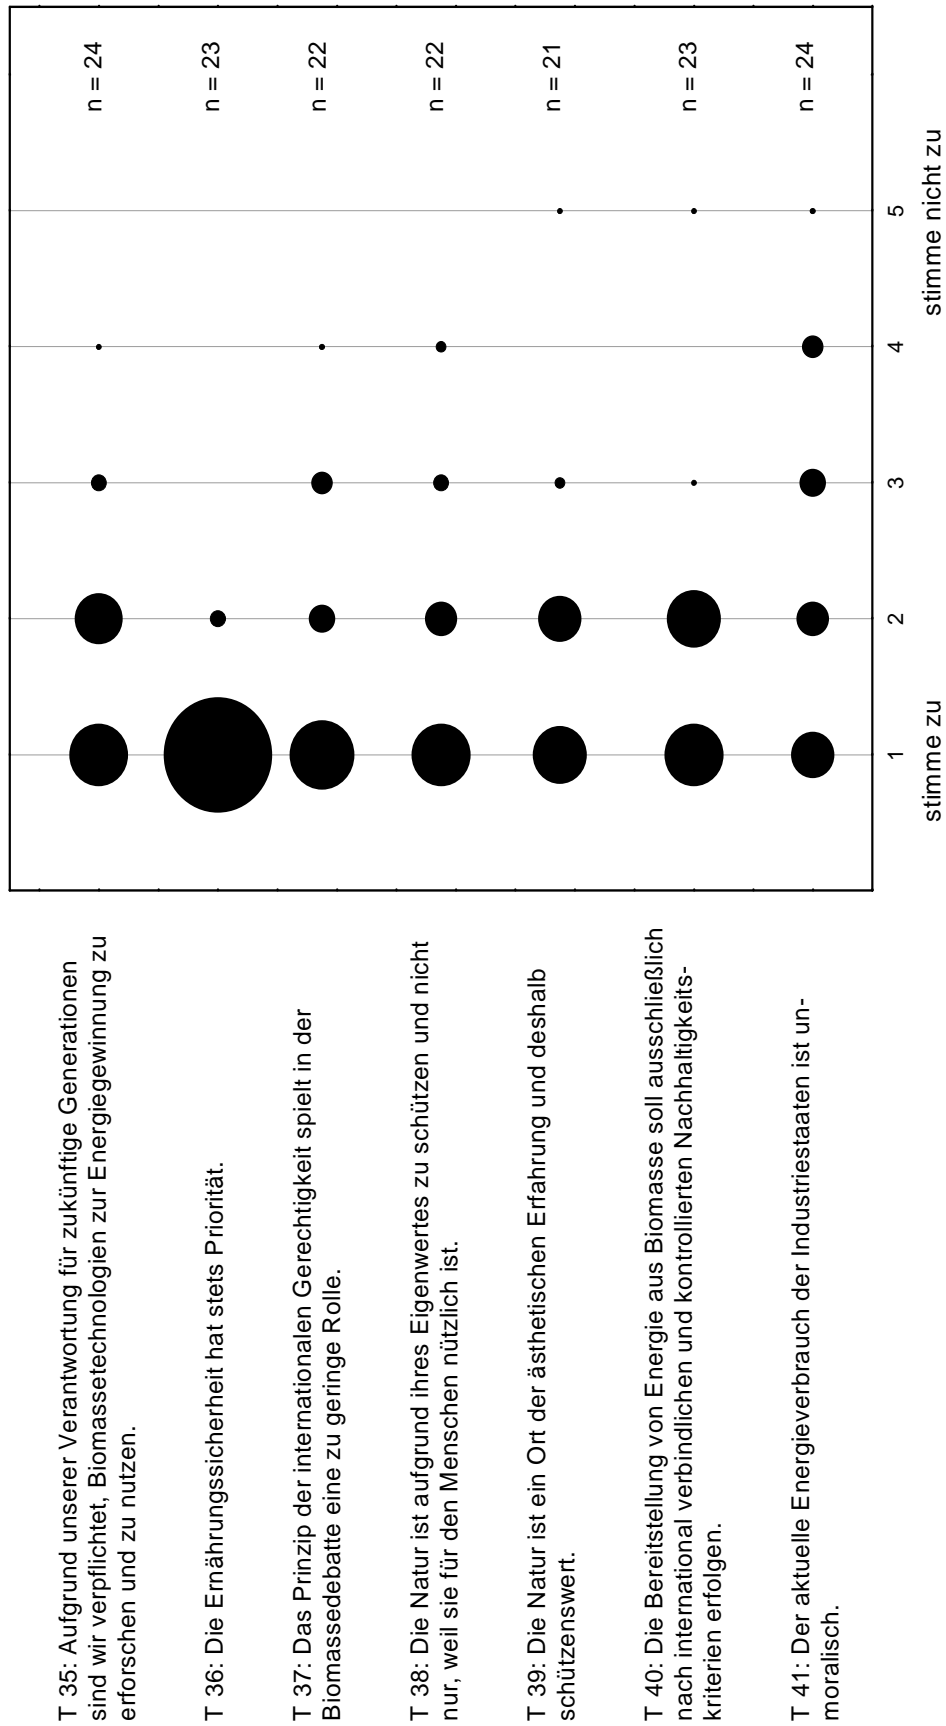 T 35: Aufgrund unserer Verantwortung für zukünftige Generationen
sind wir verpflichtet, Biomassetechnologien zur Energiegewinnung zu
erforschen und zu nutzen.
n = 24
T 36: Die Ernährungssicherheit hat stets Priorität.
n = 23
T 37: Das Prinzip der internationalen Gerechtigkeit spielt in der
Biomassedebatte eine zu geringe Rolle.
n = 22
T 38: Die Natur ist aufgrund ihres Eigenwertes zu schützen und nicht
nur, weil sie für den Menschen nützlich ist.
n = 22
T 39: Die Natur ist ein Ort der ästhetischen Erfahrung und deshalb
schützenswert.
n = 21
T 40: Die Bereitstellung von Energie aus Biomasse soll ausschließlich
nach international verbindlichen und kontrollierten Nachhaltigkeits-
kriterien erfolgen.
n = 23
T 41: Der aktuelle Energieverbrauch der Industriestaaten ist un-
moralisch.
n = 24
1 2 3 4 5
stimme zu stimme nicht zu